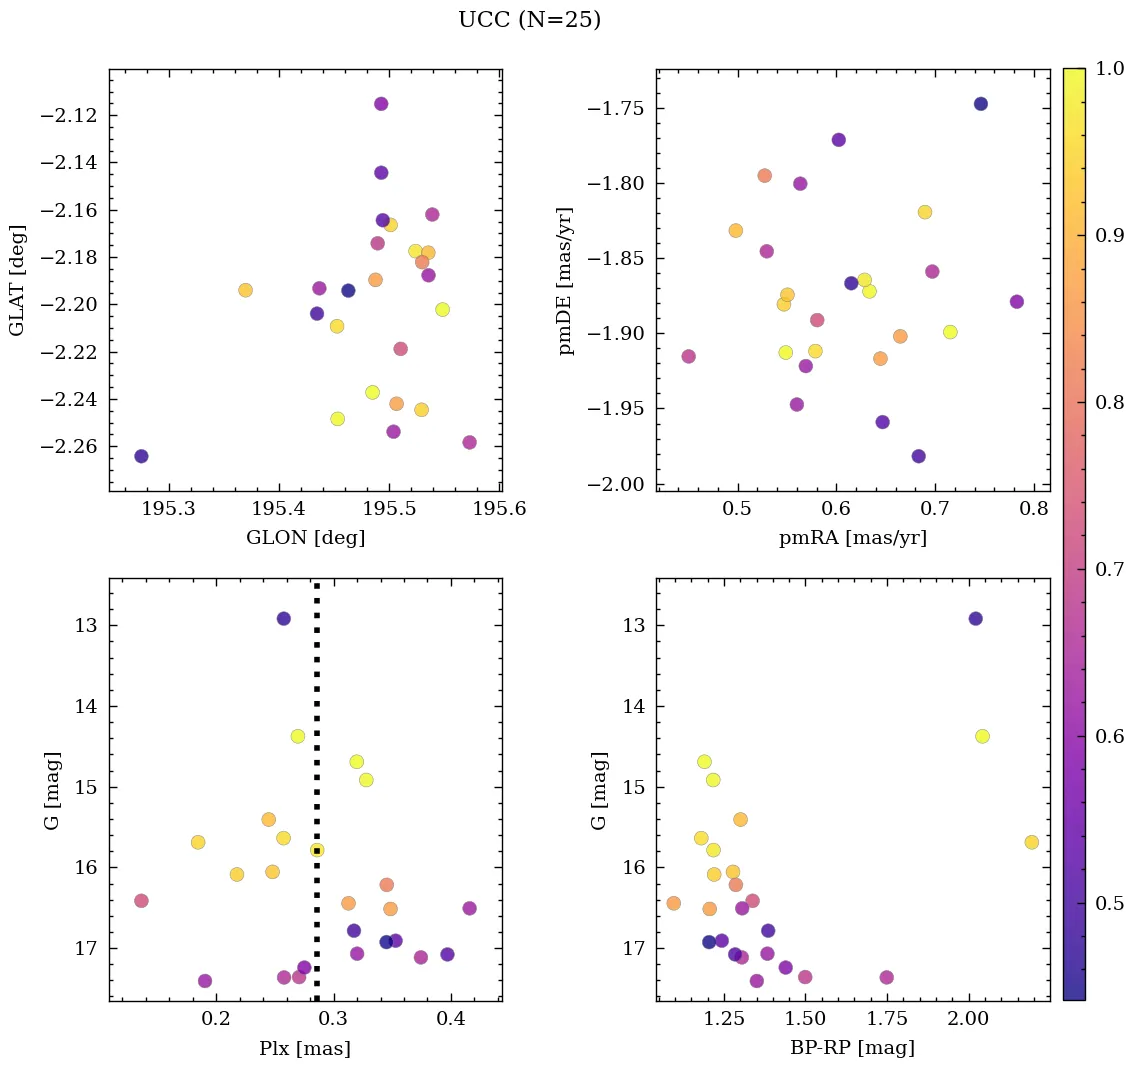 UCC (N=25)
−2.12
−2.14
−2.16
−2.18
−2.20
−2.22
−2.24
−2.26
GLAT [deg]
195.3 195.4 195.5 195.6
GLON [deg]
−1.75
−1.80
−1.85
−1.90
−1.95
−2.00
pmDE [mas/yr]
0.5 0.6 0.7 0.8
pmRA [mas/yr]
13
14
15
16
17
G [mag]
0.2 0.3 0.4
Plx [mas]
13
14
15
16
17
G [mag]
1.25 1.50 1.75 2.00
BP-RP [mag]
1.0
0.9
0.8
0.7
0.6
0.5